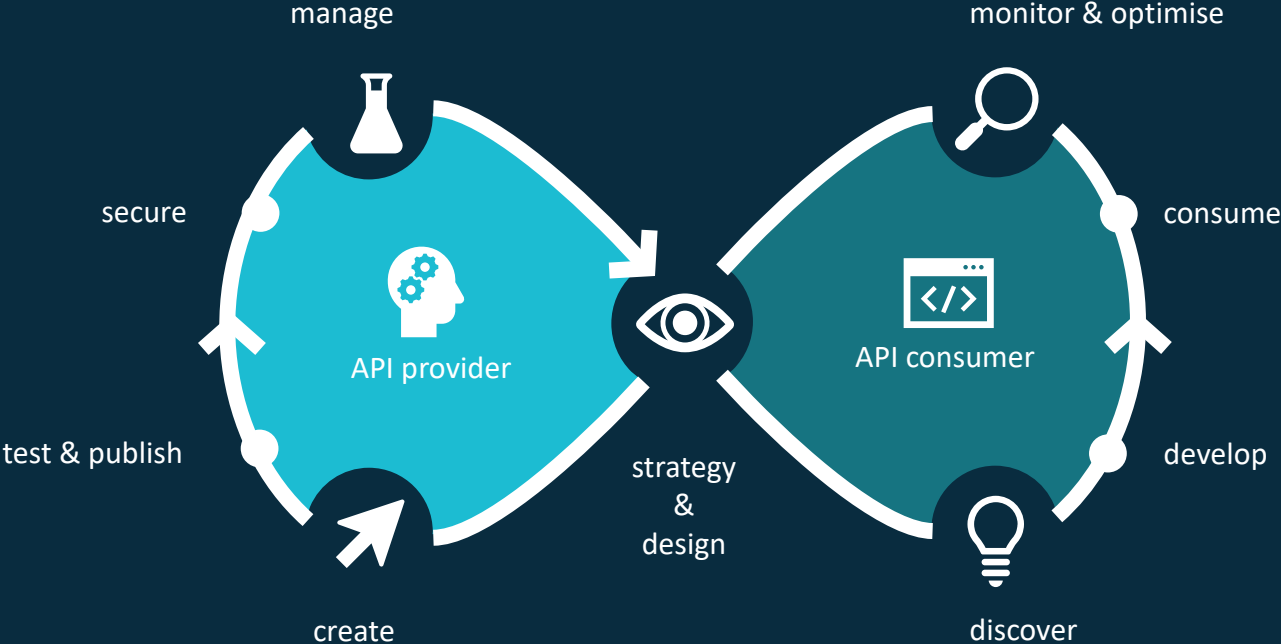 manage
monitor & optimise
secure
consume
API provider
API consumer
test & publish
develop
strategy
&
design
create
discover